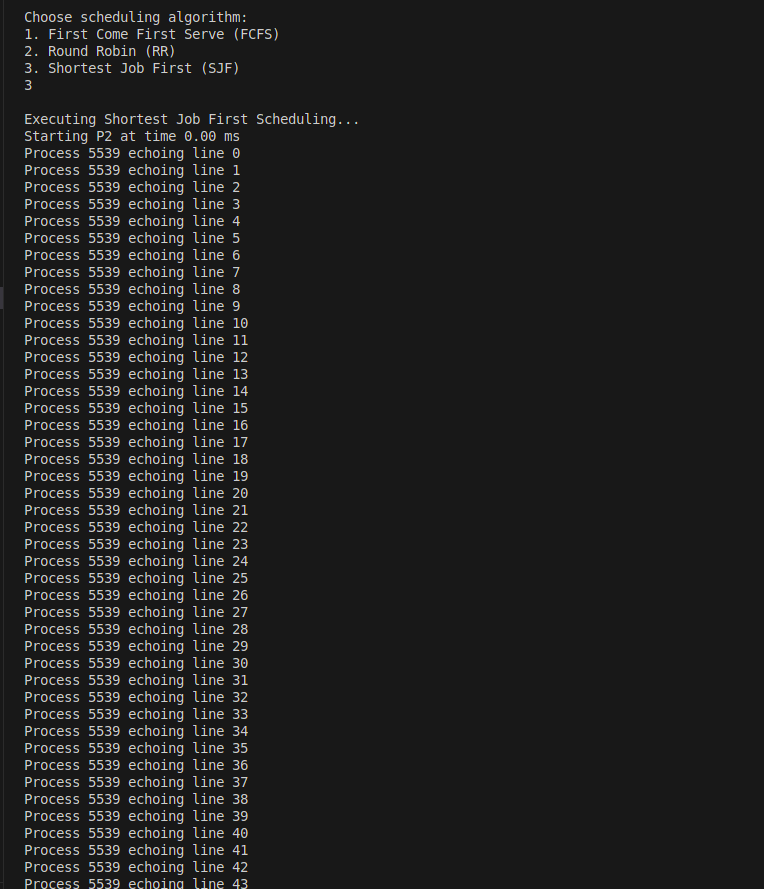 Choose scheduling algorithm:
1. First Come First Serve (FCFS)
2. Round Robin (RR)
3. Shortest Job First (SJF)
3
Executing Shortest Job First Scheduling...
Starting P2 at time 0.00 ms
Process 5539 echoing line 0
Process 5539 echoing line 1
Process 5539 echoing line 2
Process 5539 echoing line 3
Process 5539 echoing line 4
Process 5539 echoing line 5
Process 5539 echoing line 6
Process 5539 echoing line 7
Process 5539 echoing line 8
Process 5539 echoing line 9
Process 5539 echoing line 10
Process 5539 echoing line 11
Process 5539 echoing line 12
Process 5539 echoing line 13
Process 5539 echoing line 14
Process 5539 echoing line 15
Process 5539 echoing line 16
Process 5539 echoing line 17
Process 5539 echoing line 18
Process 5539 echoing line 19
Process 5539 echoing line 20
Process 5539 echoing line 21
Process 5539 echoing line 22
Process 5539 echoing line 23
Process 5539 echoing line 24
Process 5539 echoing line 25
Process 5539 echoing line 26
Process 5539 echoing line 27
Process 5539 echoing line 28
Process 5539 echoing line 29
Process 5539 echoing line 30
Process 5539 echoing line 31
Process 5539 echoing line 32
Process 5539 echoing line 33
Process 5539 echoing line 34
Process 5539 echoing line 35
Process 5539 echoing line 36
Process 5539 echoing line 37
Process 5539 echoing line 38
Process 5539 echoing line 39
Process 5539 echoing line 40
Process 5539 echoing line 41
Process 5539 echoing line 42
Process 5539 echoing line 43